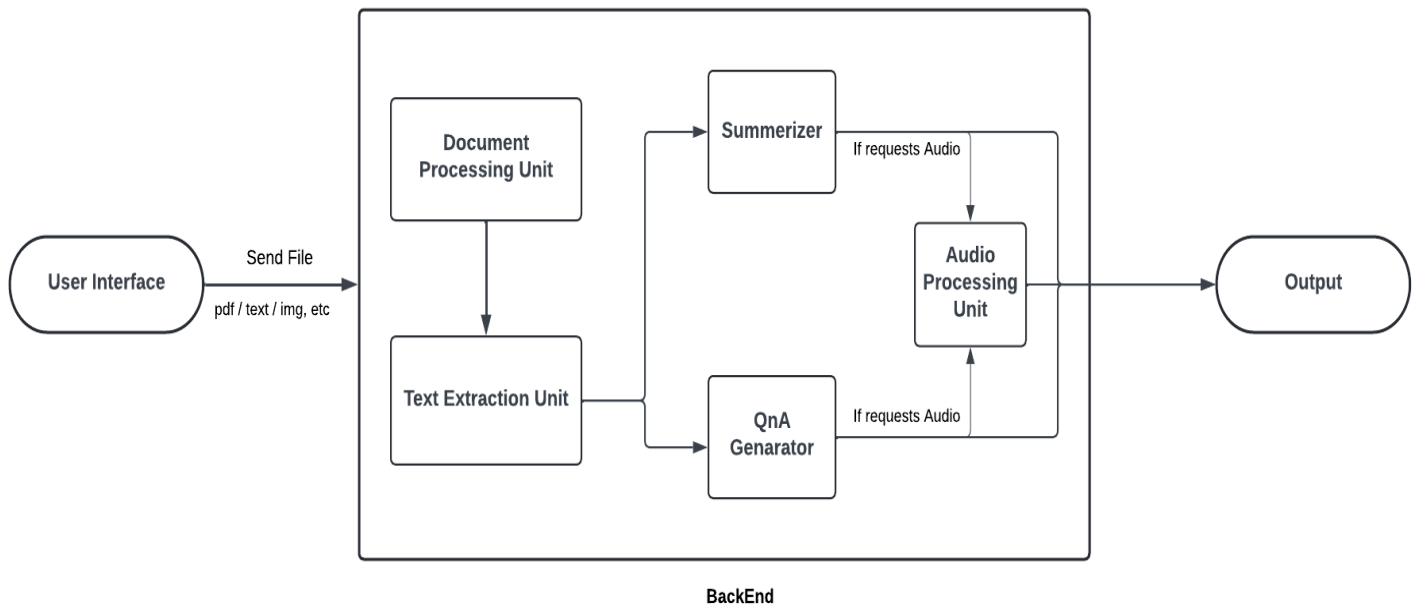 User Interface
Send File
pdf / text / img, etc
Document
Processing Unit
Text Extraction Unit
Summerizer
If requests Audio
Audio
Processing
Unit
QnA
Genarator
If requests Audio
Output
BackEnd